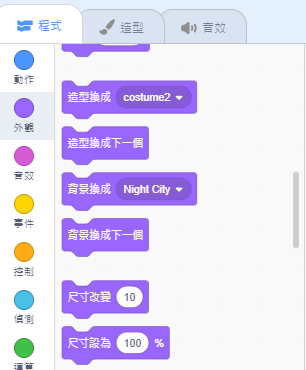 程式
造型
音效
動作
外觀
音效
事件
控制
偵測
運算
造型換成 costume2
造型換成下一個
背景換成 Night City
背景換成下一個
尺寸改變 10
尺寸設為 100 %